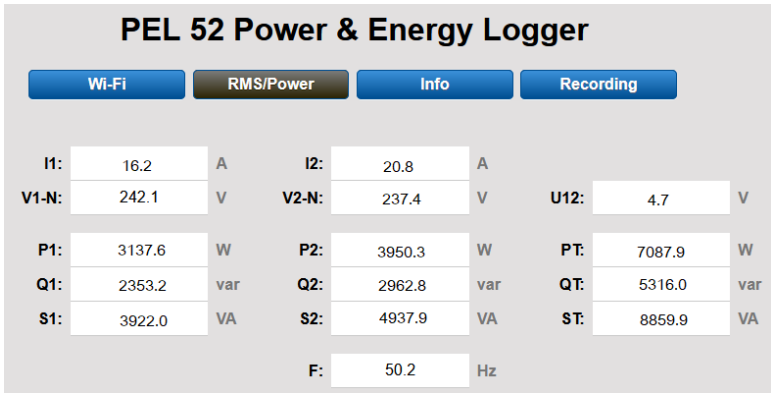 PEL 52 Power & Energy Logger
Wi-Fi RMS/Power Info Recording
I1: 16.2 A I2: 20.8 A
V1-N: 242.1 V V2-N: 237.4 V U12: 4.7 V
P1: 3137.6 W P2: 3950.3 W PT: 7087.9 W
Q1: 2353.2 var Q2: 2962.8 var QT: 5316.0 var
S1: 3922.0 VA S2: 4937.9 VA ST: 8859.9 VA
F: 50.2 Hz